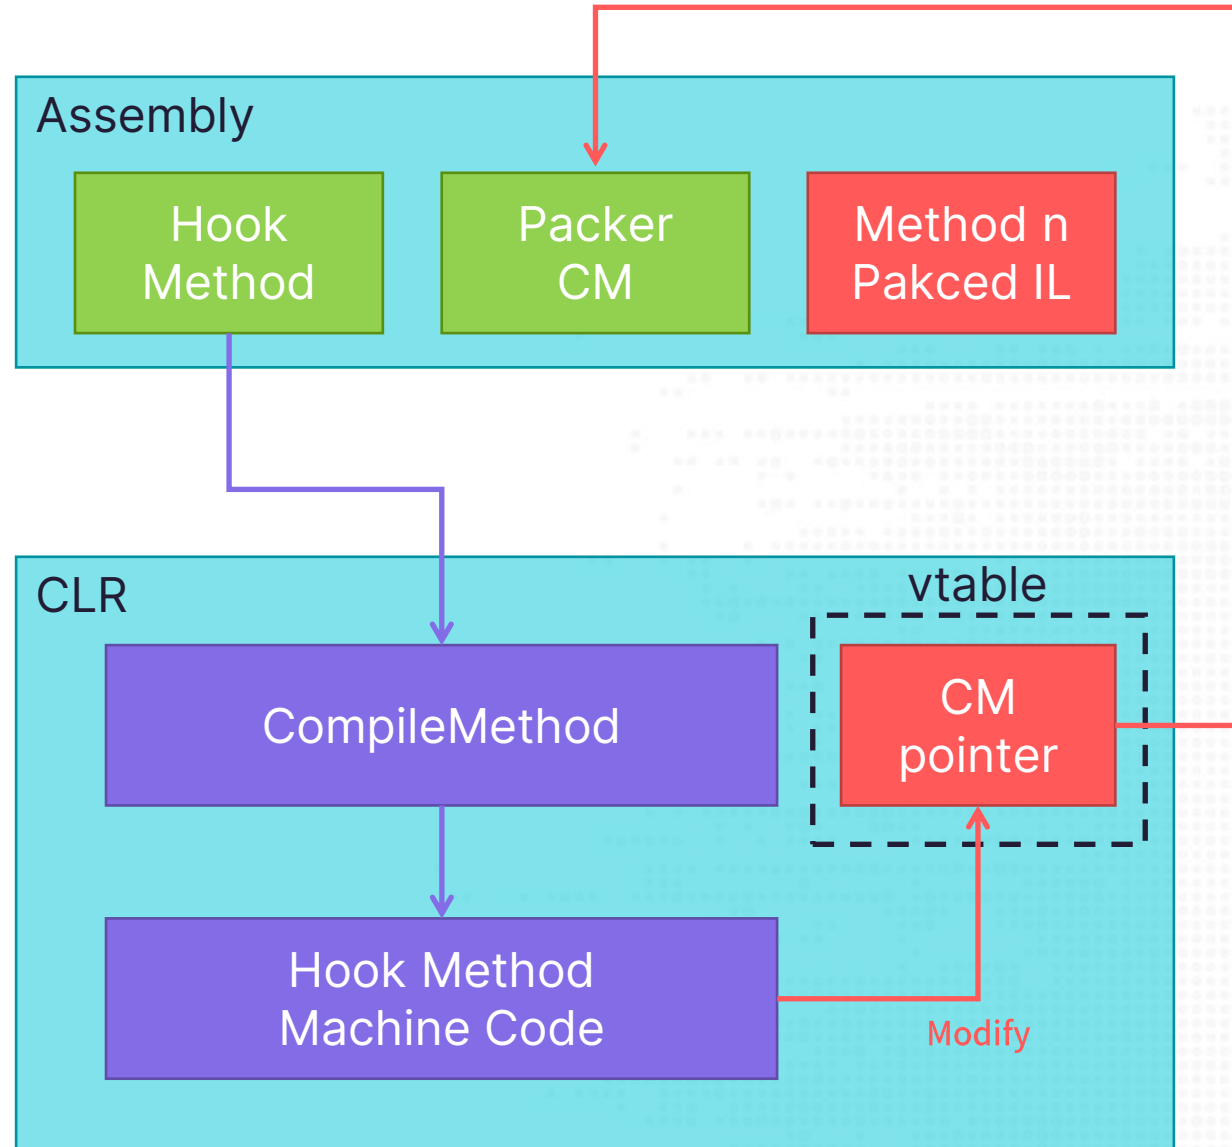 Assembly
Hook
Method
Packer
CM
Method n
Pakced IL
CLR
vtable
CompileMethod
CM
pointer
Hook Method
Machine Code
Modify